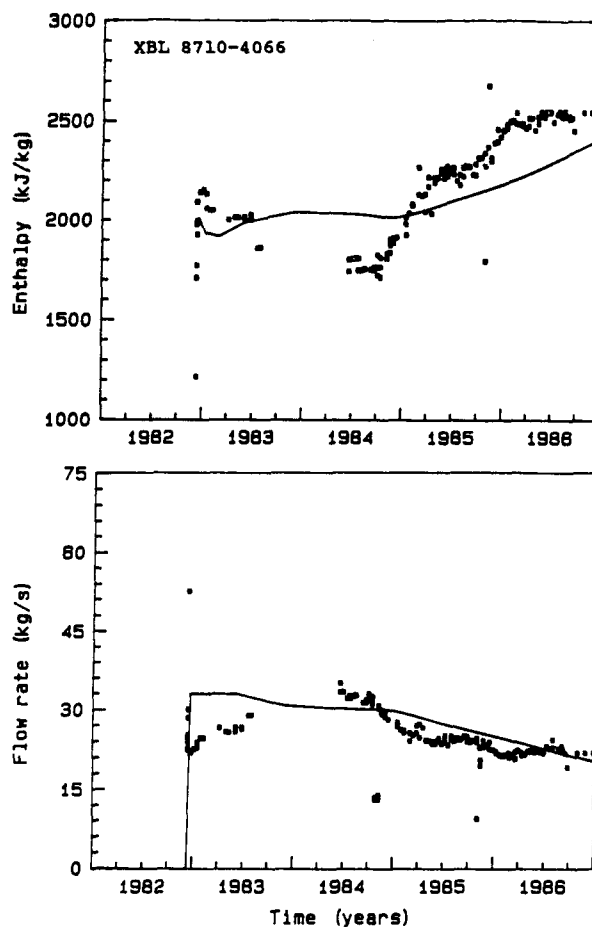 3000
XBL 8710-4066
2500
2000
1500
1000
Enthalpy (kJ/kg)
1982 1983 1984 1985 1986
75
60
45
30
15
0
Flow rate (kg/s)
1982 1983 1984 1985 1986
Time (years)